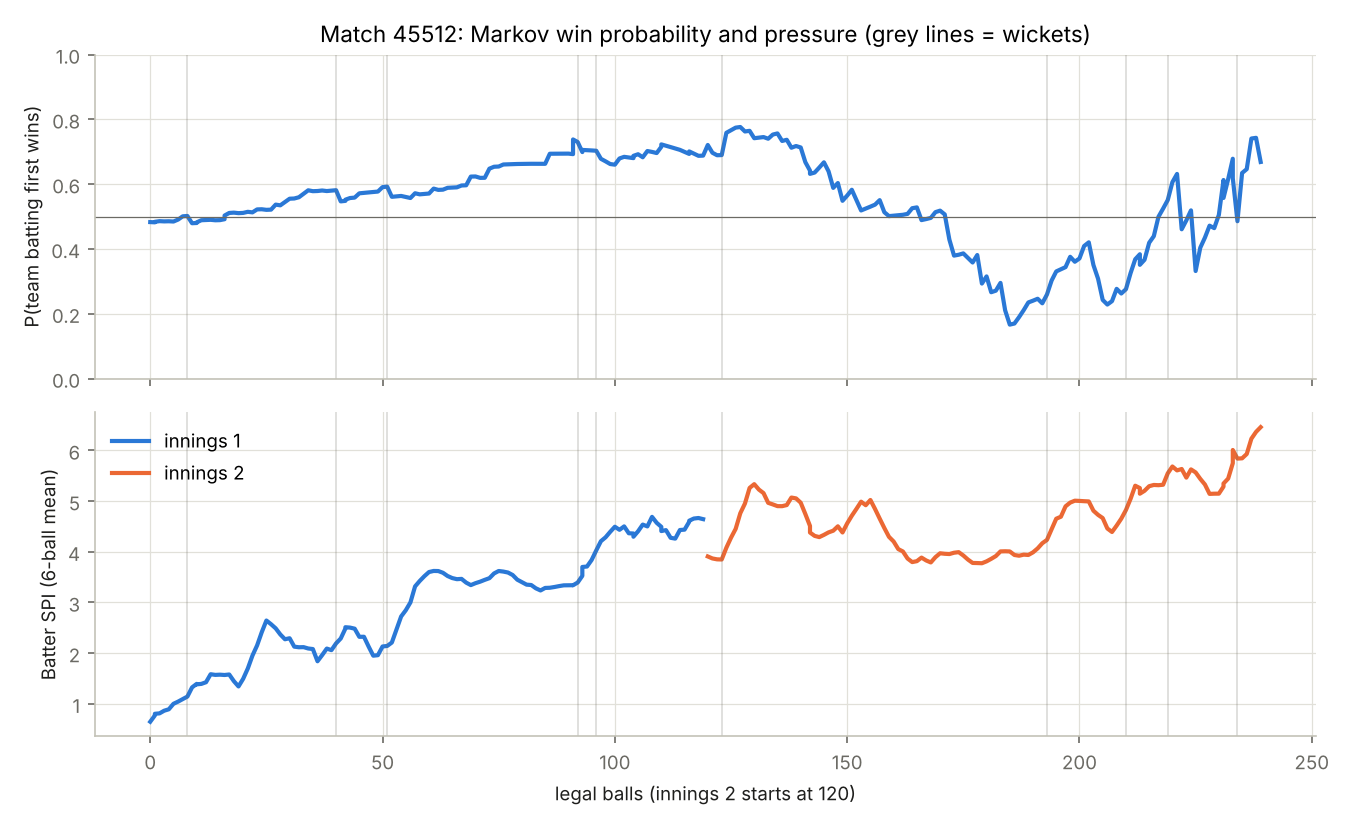 Match 45512: Markov win probability and pressure (grey lines = wickets)
P(team batting first wins)
1.0
0.8
0.6
0.4
0.2
0.0
innings 1
innings 2
Batter SPI (6-ball mean)
6
5
4
3
2
1
0 50 100 150 200 250
legal balls (innings 2 starts at 120)